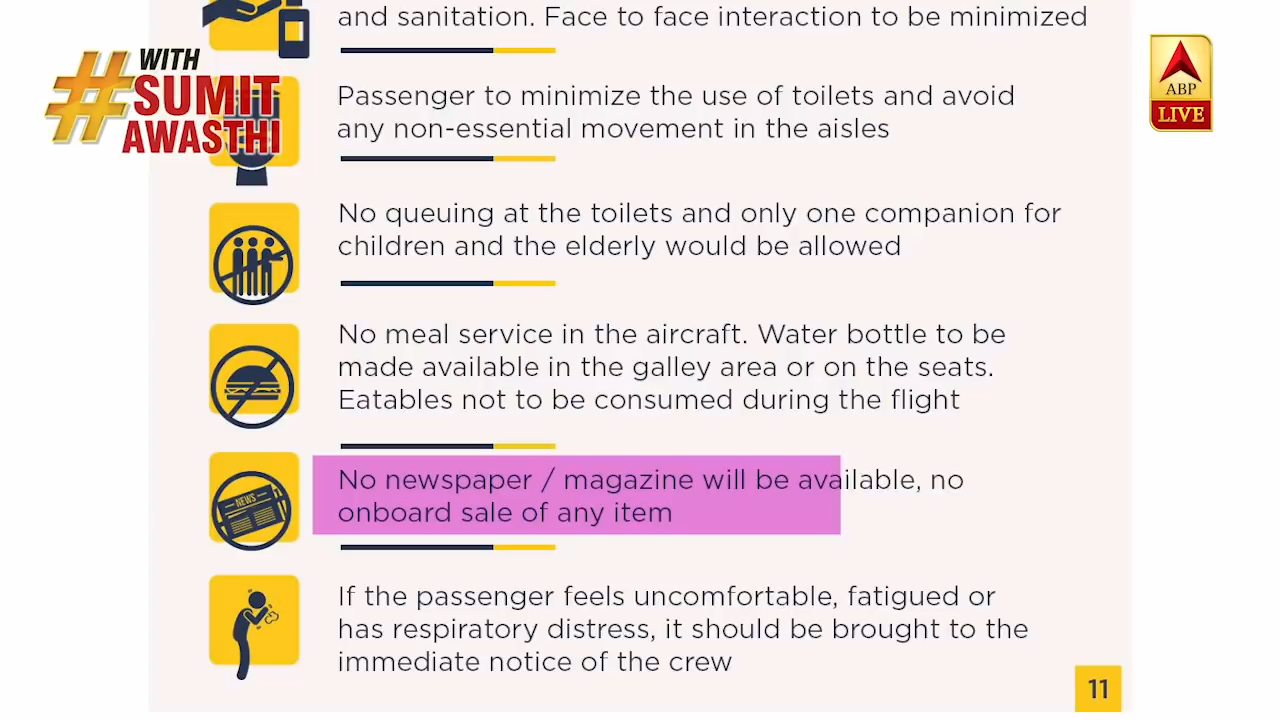 and sanitation. Face to face interaction to be minimized
# WITH
SUMIT
AWASTHI
ABP
LIVE
Passenger to minimize the use of toilets and avoid
any non-essential movement in the aisles
No queuing at the toilets and only one companion for
children and the elderly would be allowed
No meal service in the aircraft. Water bottle to be
made available in the galley area or on the seats.
Eatables not to be consumed during the flight
NEWS
No newspaper / magazine will be available, no
onboard sale of any item
If the passenger feels uncomfortable, fatigued or
has respiratory distress, it should be brought to the
immediate notice of the crew
11